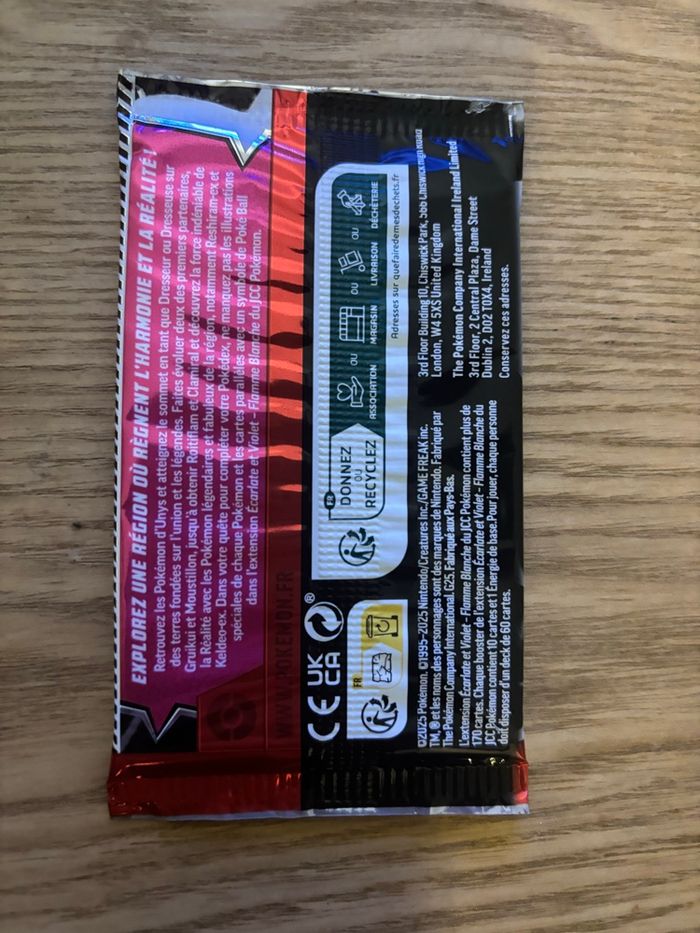 EXPLOREZ UNE RÉGION OÙ RÈGNENT L'HARMONIE ET LA RÉALITÉ !
Retrouvez les Pokémon d'Unys et atteignez le sommet en tant que Dresseur ou Dresseuse sur
des terres fondées sur l'union et les légendes. Faites évoluer deux des premiers partenaires,
Gruikui et Moustillon, jusqu'à obtenir Roitiflam et Clamiral et découvrez la force indéniable de
la Réalité avec les Pokémon légendaires et fabuleux de la région, notamment Reshiram-ex et
Keldeo-ex. Dans votre quête pour compléter votre Pokédex, ne manquez pas les illustrations
spéciales de chaque Pokémon et les cartes parallèles avec un symbole de Poké Ball
dans l'extension Écarlate et Violet – Flamme Blanche du JCC Pokémon.
WWW.POKEMON.FR
CE UK CA ®
FR
FR
DONNEZ
OU
RECYCLEZ
ASSOCIATION
OU
MAGASIN
OU
LIVRAISON
OU
DÉCHÈTERIE
Adresses sur quefairedemesdechets.fr
©2025 Pokémon. ©1995-2025 Nintendo/Creatures Inc./GAME FREAK inc.
TM, ® et les noms des personnages sont des marques de Nintendo. Fabriqué par
The Pokémon Company International. C25. Fabriqué aux Pays-Bas.
L'extension Écarlate et Violet – Flamme Blanche du JCC Pokémon contient plus de
170 cartes. Chaque booster de l'extension Écarlate et Violet – Flamme Blanche du
JCC Pokémon contient 10 cartes et 1 Énergie de base. Pour jouer, chaque personne
doit disposer d'un deck de 60 cartes.
3rd Floor Building 10, Chiswick Park, 566 Chiswick High Road
London, W4 5XS United Kingdom
The Pokémon Company International Ireland Limited
3rd Floor, 2 Central Plaza, Dame Street
Dublin 2, D02 T0X4, Ireland
Conservez ces adresses.